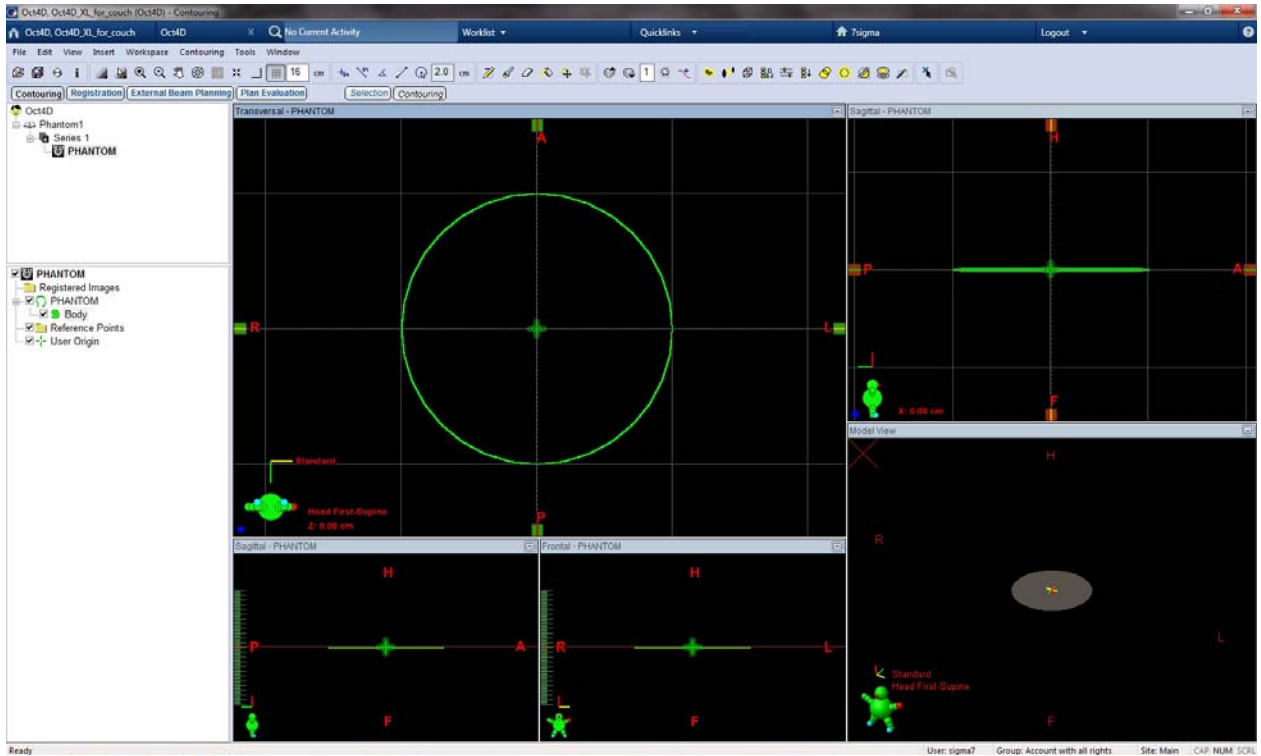 Oct4D, Oct4D_XL_for_couch (Oct4D) - Contouring
Oct4D, Oct4D_XL_for_couch Oct4D X No Current Activity Worklist Quicklinks 7sigma Logout ?
File Edit View Insert Workspace Contouring Tools Window
16 cm 2.0 cm 1
Contouring Registration External Beam Planning Plan Evaluation Selection Contouring
Oct4D
Phantom1
Series 1
PHANTOM
PHANTOM
Registered Images
PHANTOM
Body
Reference Points
User Origin
Transversal - PHANTOM
A
R
L
Standard
Head First-Supine
Z: 0.00 cm
P
Sagittal - PHANTOM
H
P
A
F
X: 0.00 cm
Sagittal - PHANTOM
H
P
A
F
Frontal - PHANTOM
H
R
L
F
Model View
H
R
L
Standard
Head First-Supine
F
Ready User: sigma7 Group: Account with all rights Site: Main CAP NUM SCRL